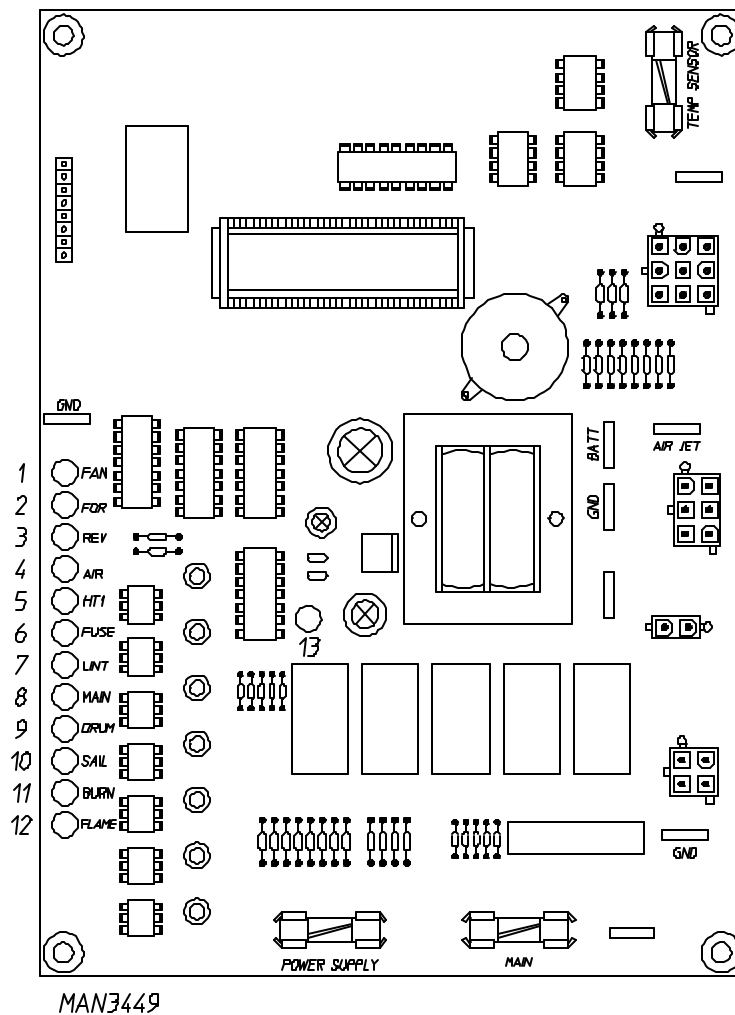 TEMP SENSOR
GND
BATT
AIR JET
1 FAN
2 FOR
GND
3 REV
4 AIR
5 HT1
6 FUSE
13
7 LINT
8 MAIN
9 DRUM
10 SAIL
11 BURN
12 FLAME
GND
POWER SUPPLY
MAIN
MAN3449